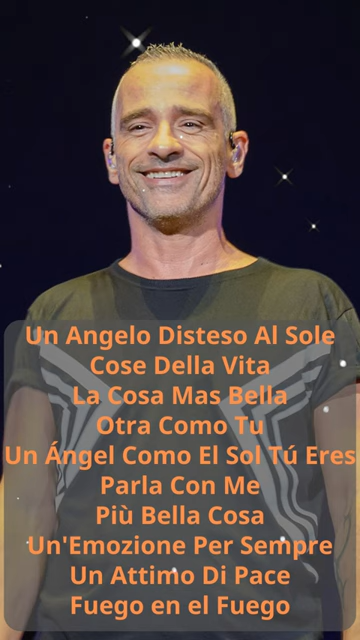 Un Angelo Disteso Al Sole
Cose Della Vita
La Cosa Mas Bella
Otra Como Tu
Un Ángel Como El Sol Tú Eres
Parla Con Me
Più Bella Cosa
Un'Emozione Per Sempre
Un Attimo Di Pace
Fuego en el Fuego